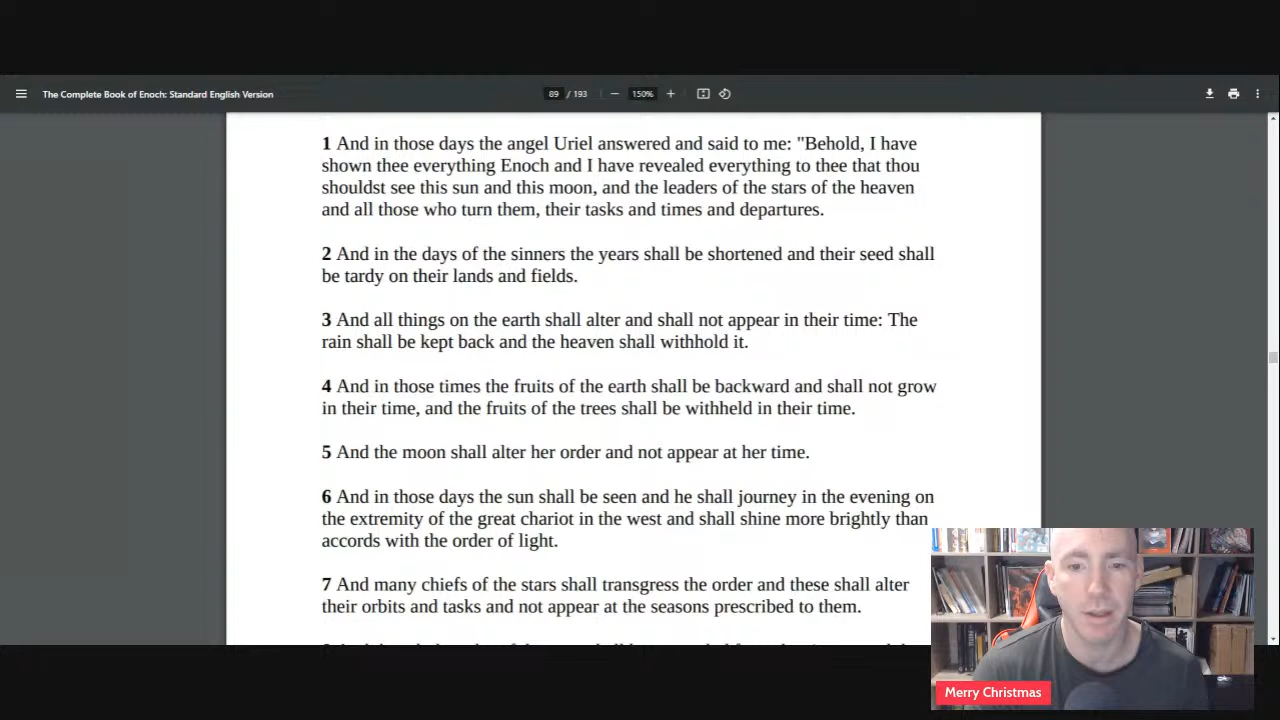 The Complete Book of Enoch: Standard English Version
89 / 193
150%
1 And in those days the angel Uriel answered and said to me: "Behold, I have
shown thee everything Enoch and I have revealed everything to thee that thou
shouldst see this sun and this moon, and the leaders of the stars of the heaven
and all those who turn them, their tasks and times and departures.
2 And in the days of the sinners the years shall be shortened and their seed shall
be tardy on their lands and fields.
3 And all things on the earth shall alter and shall not appear in their time: The
rain shall be kept back and the heaven shall withhold it.
4 And in those times the fruits of the earth shall be backward and shall not grow
in their time, and the fruits of the trees shall be withheld in their time.
5 And the moon shall alter her order and not appear at her time.
6 And in those days the sun shall be seen and he shall journey in the evening on
the extremity of the great chariot in the west and shall shine more brightly than
accords with the order of light.
7 And many chiefs of the stars shall transgress the order and these shall alter
their orbits and tasks and not appear at the seasons prescribed to them.
Merry Christmas